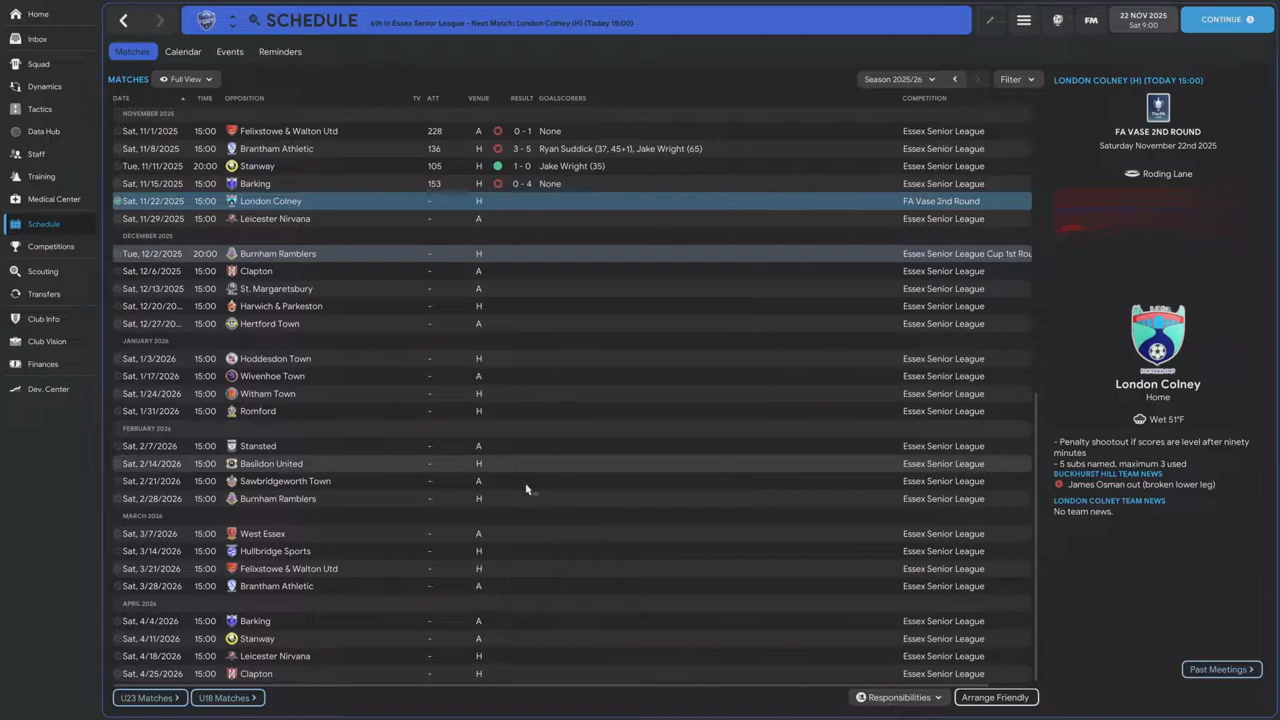 Home
Inbox
Squad
Dynamics
Tactics
Data Hub
Staff
Training
Medical Center
Schedule
Competitions
Scouting
Transfers
Club Info
Club Vision
Finances
Dev. Center
SCHEDULE
6th in Essex Senior League - Next Match: London Colney (H) (Today 15:00)
FM
22 NOV 2025
Sat 9:00
CONTINUE
Matches Calendar Events Reminders
MATCHES Full View Season 2025/26 Filter
DATE TIME OPPOSITION TV ATT VENUE RESULT GOALSCORERS COMPETITION
NOVEMBER 2025
Sat, 11/1/2025 15:00 Felixstowe & Walton Utd 228 A 0 - 1 None Essex Senior League
Sat, 11/8/2025 15:00 Brantham Athletic 136 H 3 - 5 Ryan Suddick (37, 45+1), Jake Wright (65) Essex Senior League
Tue, 11/11/2025 20:00 Stanway 105 H 1 - 0 Jake Wright (35) Essex Senior League
Sat, 11/15/2025 15:00 Barking 153 H 0 - 4 None Essex Senior League
Sat, 11/22/2025 15:00 London Colney - H FA Vase 2nd Round
Sat, 11/29/2025 15:00 Leicester Nirvana - A Essex Senior League
DECEMBER 2025
Tue, 12/2/2025 20:00 Burnham Ramblers - H Essex Senior League Cup 1st Rou
Sat, 12/6/2025 15:00 Clapton - A Essex Senior League
Sat, 12/13/2025 15:00 St. Margaretsbury - A Essex Senior League
Sat, 12/20/20... 15:00 Harwich & Parkeston - H Essex Senior League
Sat, 12/27/20... 15:00 Hertford Town - A Essex Senior League
JANUARY 2026
Sat, 1/3/2026 15:00 Hoddesdon Town - H Essex Senior League
Sat, 1/17/2026 15:00 Wivenhoe Town - A Essex Senior League
Sat, 1/24/2026 15:00 Witham Town - H Essex Senior League
Sat, 1/31/2026 15:00 Romford - H Essex Senior League
FEBRUARY 2026
Sat, 2/7/2026 15:00 Stansted - A Essex Senior League
Sat, 2/14/2026 15:00 Basildon United - H Essex Senior League
Sat, 2/21/2026 15:00 Sawbridgeworth Town - A Essex Senior League
Sat, 2/28/2026 15:00 Burnham Ramblers - H Essex Senior League
MARCH 2026
Sat, 3/7/2026 15:00 West Essex - A Essex Senior League
Sat, 3/14/2026 15:00 Hullbridge Sports - H Essex Senior League
Sat, 3/21/2026 15:00 Felixstowe & Walton Utd - H Essex Senior League
Sat, 3/28/2026 15:00 Brantham Athletic - A Essex Senior League
APRIL 2026
Sat, 4/4/2026 15:00 Barking - A Essex Senior League
Sat, 4/11/2026 15:00 Stanway - A Essex Senior League
Sat, 4/18/2026 15:00 Leicester Nirvana - H Essex Senior League
Sat, 4/25/2026 15:00 Clapton - H Essex Senior League
U23 Matches > U18 Matches > Responsibilities Arrange Friendly
LONDON COLNEY (H) (TODAY 15:00)
FA VASE 2ND ROUND
Saturday November 22nd 2025
Roding Lane
London Colney
Home
Wet 51°F
- Penalty shootout if scores are level after ninety
minutes
- 5 subs named, maximum 3 used
BUCKHURST HILL TEAM NEWS
James Osman out (broken lower leg)
LONDON COLNEY TEAM NEWS
No team news.
Past Meetings >